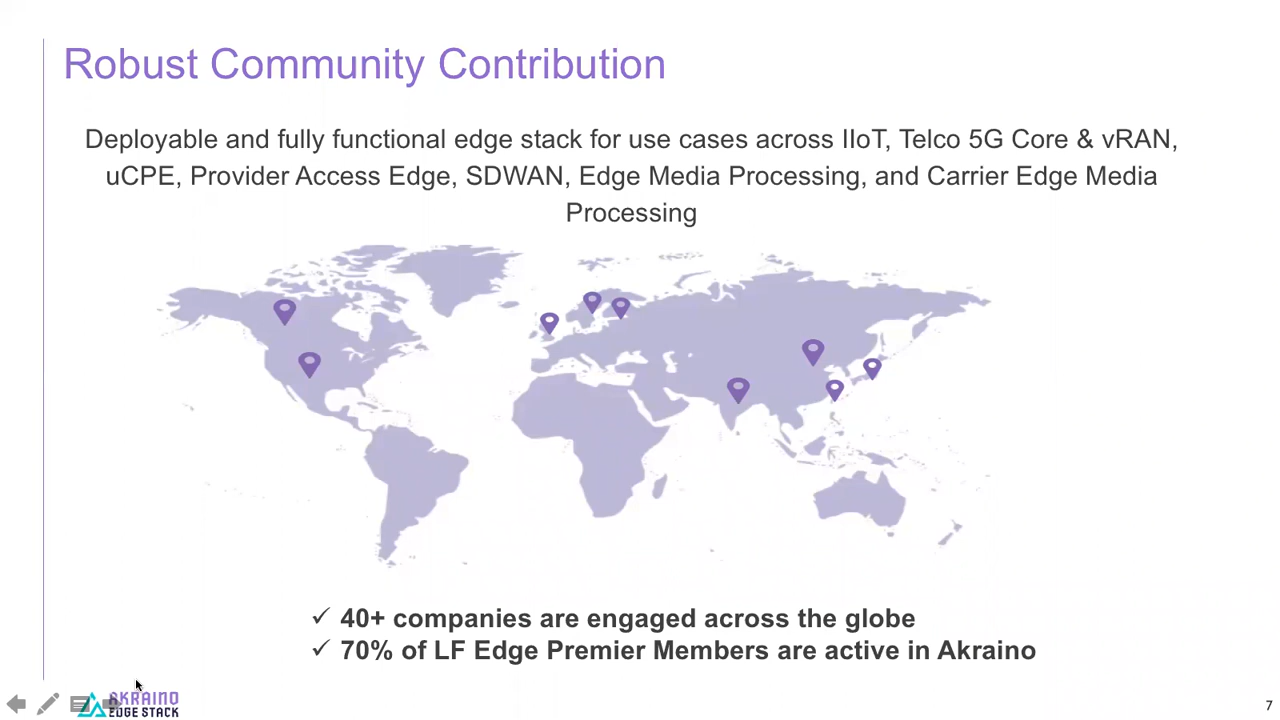 Robust Community Contribution
Deployable and fully functional edge stack for use cases across IIoT, Telco 5G Core & vRAN,
uCPE, Provider Access Edge, SDWAN, Edge Media Processing, and Carrier Edge Media
Processing
✓ 40+ companies are engaged across the globe
✓ 70% of LF Edge Premier Members are active in Akraino
AKRAINO
EDGE STACK
7